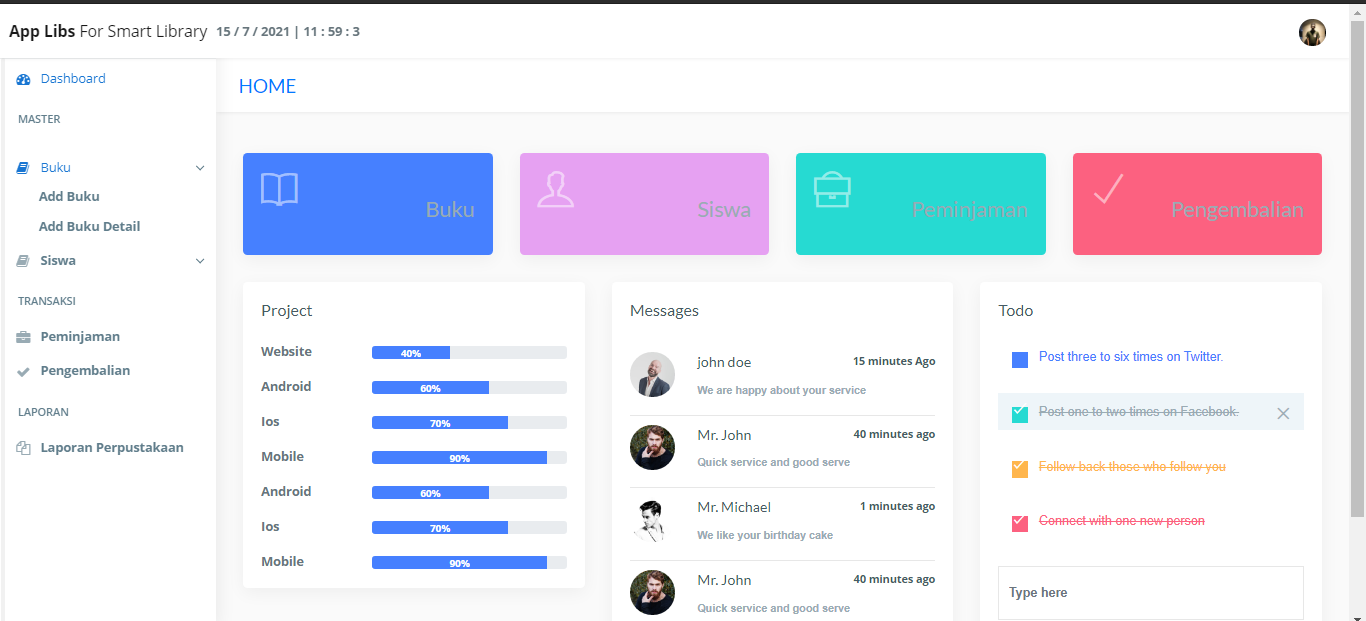 App Libs For Smart Library 15 / 7 / 2021 | 11 : 59 : 3
Dashboard
MASTER
Buku
Add Buku
Add Buku Detail
Siswa
TRANSAKSI
Peminjaman
Pengembalian
LAPORAN
Laporan Perpustakaan
HOME
Buku
Siswa
Peminjaman
Pengembalian
Project
Website 40%
Android 60%
Ios 70%
Mobile 90%
Android 60%
Ios 70%
Mobile 90%
Messages
john doe 15 minutes Ago
We are happy about your service
Mr. John 40 minutes ago
Quick service and good serve
Mr. Michael 1 minutes ago
We like your birthday cake
Mr. John 40 minutes ago
Quick service and good serve
Todo
Post three to six times on Twitter.
Post one to two times on Facebook.
Follow back those who follow you
Connect with one new person
Type here